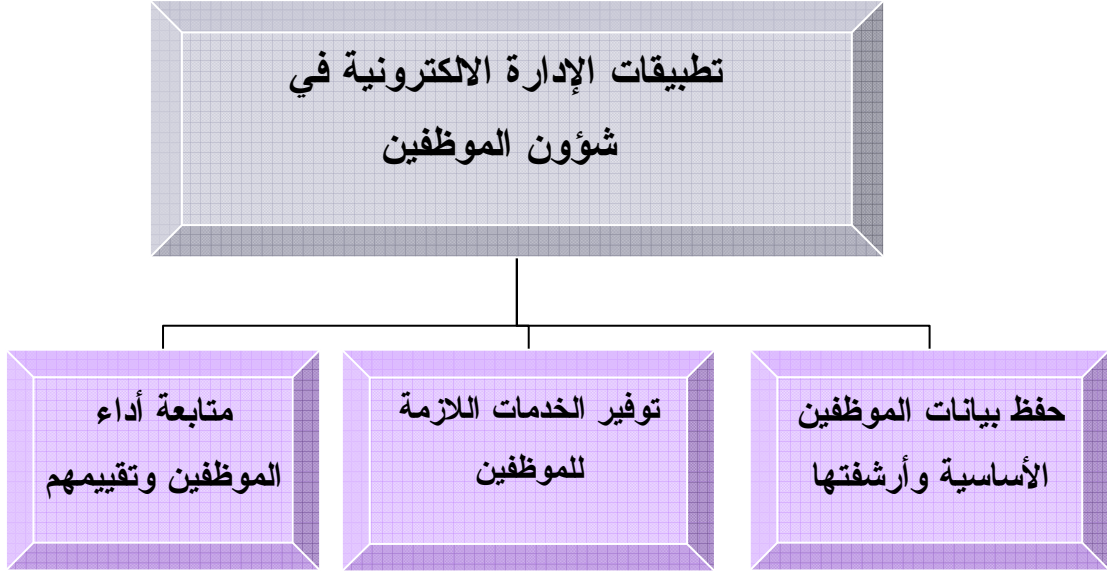 تطبيقات الإدارة الالكترونية في
شؤون الموظفين
حفظ بيانات الموظفين
الأساسية وأرشفتها
توفير الخدمات اللازمة
للموظفين
متابعة أداء
الموظفين وتقييمهم